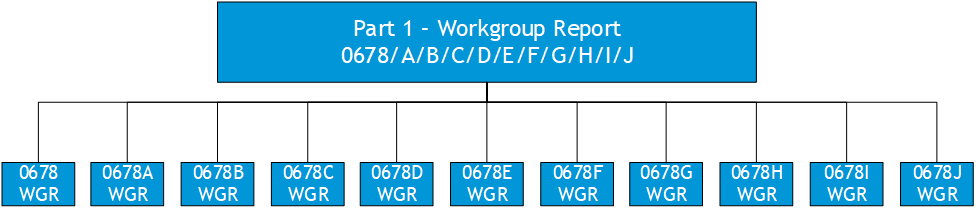 Part 1 – Workgroup Report
0678/A/B/C/D/E/F/G/H/I/J
0678
WGR
0678A
WGR
0678B
WGR
0678C
WGR
0678D
WGR
0678E
WGR
0678F
WGR
0678G
WGR
0678H
WGR
0678I
WGR
0678J
WGR